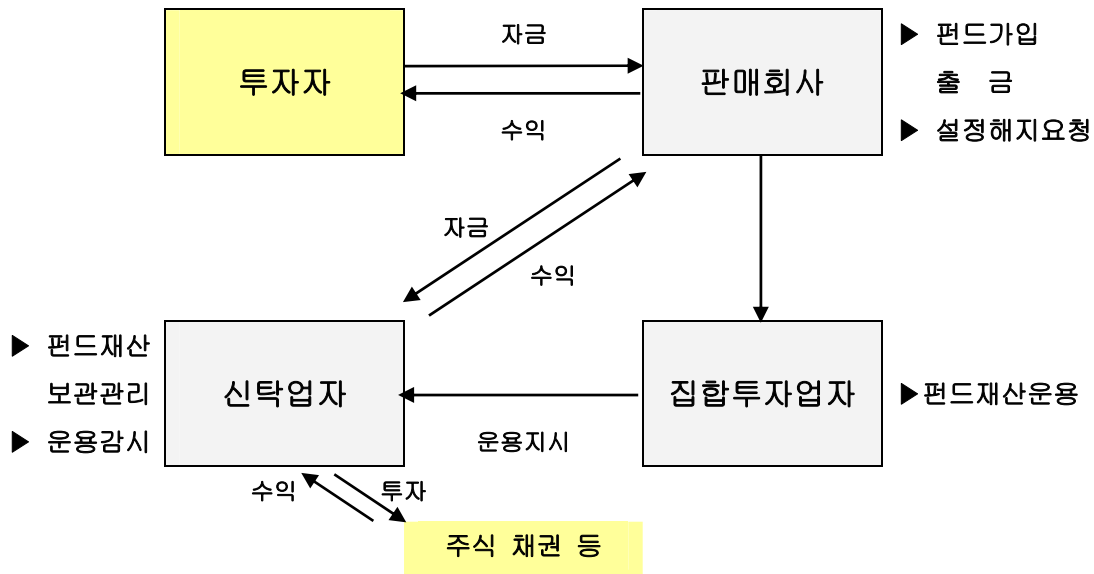 자금
투자자
판매회사
▶ 펀드가입
출 금
▶ 설정해지요청
수익
자금
수익
▶ 펀드재산
보관관리
▶ 운용감시
신탁업자
집합투자업자
▶펀드재산운용
운용지시
수익
투자
주식 채권 등